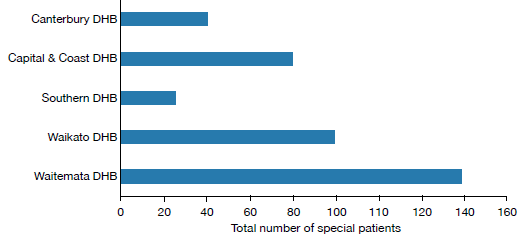 Canterbury DHB
Capital & Coast DHB
Southern DHB
Waikato DHB
Waitemata DHB
0 20 40 60 80 100 110 120 140 160
Total number of special patients